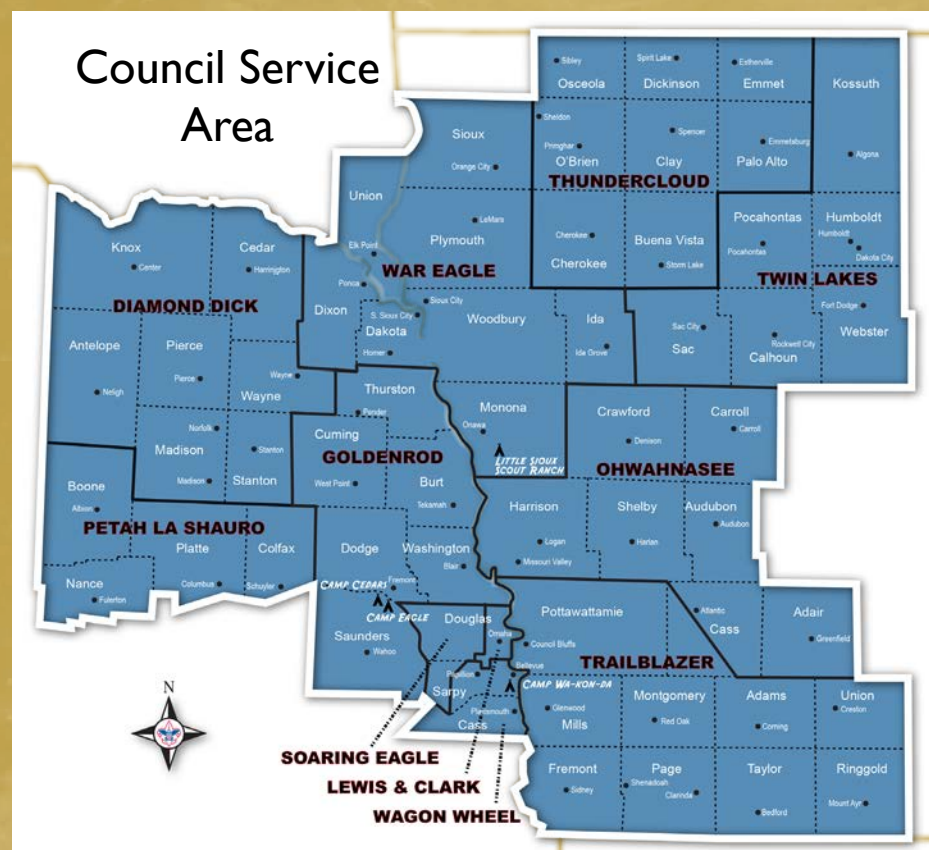 Council Service
Area
Sibley
Osceola
Spirit Lake
Dickinson
Estherville
Emmet
Kossuth
Algona
Sioux
Orange City
Sheldon
Primghar
O'Brien
Spencer
Clay
Emmetsburg
Palo Alto
THUNDERCLOUD
Union
Elk Point
LeMars
Plymouth
WAR EAGLE
Cherokee
Cherokee
Buena Vista
Storm Lake
Pocahontas
Pocahontas
Humboldt
Humboldt
Dakota City
TWIN LAKES
Knox
Center
Cedar
Harrington
DIAMOND DICK
Ponca
Dixon
S. Sioux City
Dakota
Homer
Sioux City
Woodbury
Ida
Ida Grove
Sac City
Sac
Rockwell City
Calhoun
Fort Dodge
Webster
Antelope
Neligh
Pierce
Pierce
Wayne
Wayne
Thurston
Pender
Monona
Onawa
LITTLE SIOUX
SCOUT RANCH
Crawford
Denison
Carroll
Carroll
OHWAHNASEE
Norfolk
Madison
Madison
Stanton
Stanton
Cuming
GOLDENROD
West Point
Burt
Tekamah
Harrison
Logan
Missouri Valley
Shelby
Harlan
Audubon
Audubon
Boone
Albion
PETAH LA SHAURO
Platte
Columbus
Colfax
Schuyler
Nance
Fullerton
Dodge
Fremont
Washington
Blair
CAMP CEDARS
CAMP EAGLE
Douglas
Omaha
Saunders
Wahoo
Papillion
Sarpy
Bellevue
CAMP WA-KON-DA
Plattsmouth
Cass
Pottawattamie
Council Bluffs
TRAILBLAZER
Atlantic
Cass
Adair
Greenfield
Glenwood
Mills
Montgomery
Red Oak
Adams
Corning
Union
Creston
Fremont
Sidney
Page
Shenandoah
Clarinda
Taylor
Bedford
Ringgold
Mount Ayr
N
SOARING EAGLE
LEWIS & CLARK
WAGON WHEEL